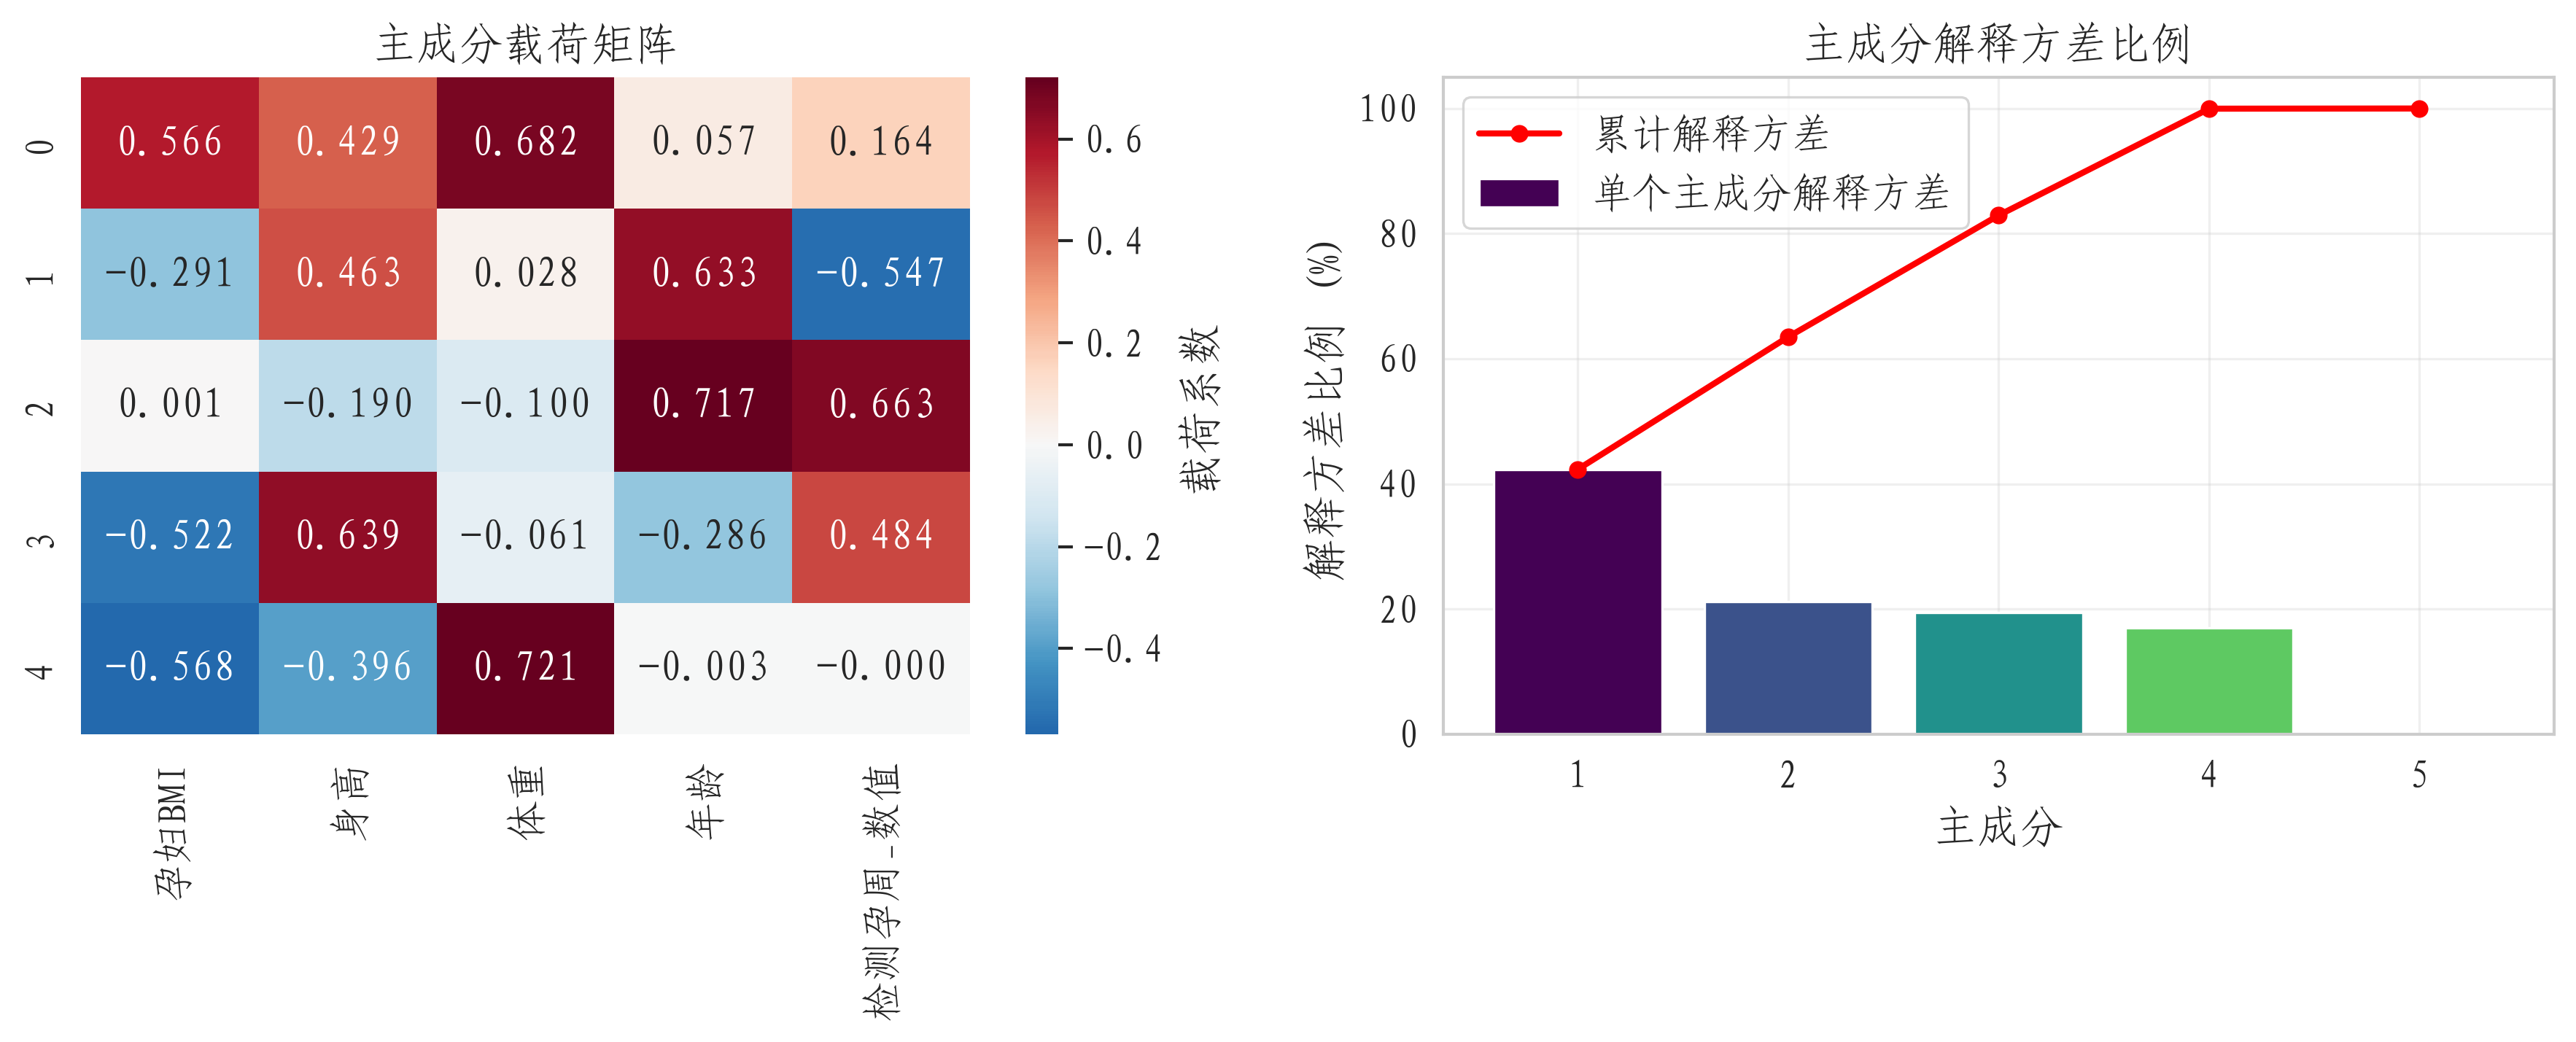 主成分载荷矩阵
0
0.566 0.429 0.682 0.057 0.164
1
-0.291 0.463 0.028 0.633 -0.547
2
0.001 -0.190 -0.100 0.717 0.663
3
-0.522 0.639 -0.061 -0.286 0.484
4
-0.568 -0.396 0.721 -0.003 -0.000
孕妇BMI
身高
体重
年龄
检测孕周_数值
0.6
0.4
0.2
0.0
-0.2
-0.4
载荷系数
主成分解释方差比例
累计解释方差
单个主成分解释方差
解释方差比例 (%)
100
80
60
40
20
0
1 2 3 4 5
主成分